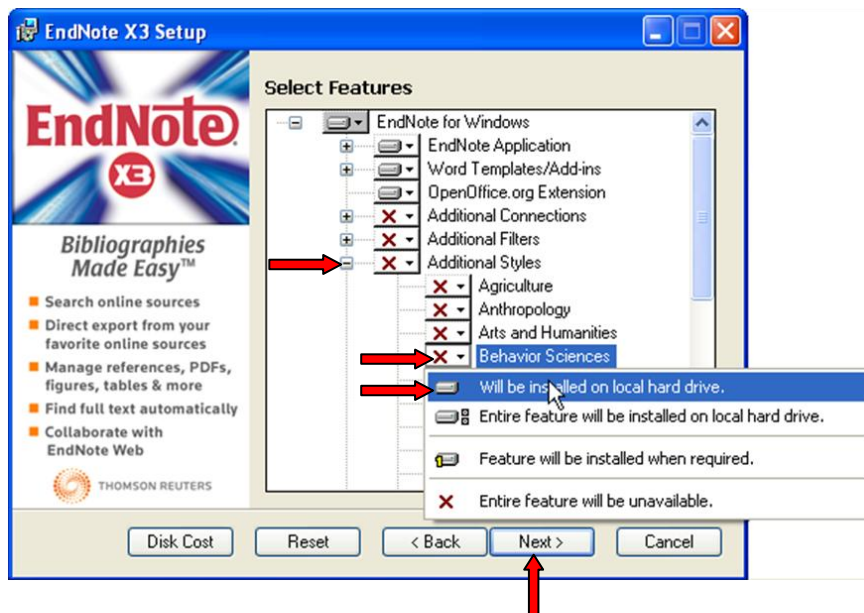 EndNote X3 Setup
EndNote
X3
Bibliographies
Made Easy™
Search online sources
Direct export from your
favorite online sources
Manage references, PDFs,
figures, tables & more
Find full text automatically
Collaborate with
EndNote Web
THOMSON REUTERS
Select Features
EndNote for Windows
EndNote Application
Word Templates/Add-ins
OpenOffice.org Extension
Additional Connections
Additional Filters
Additional Styles
Agriculture
Anthropology
Arts and Humanities
Behavior Sciences
Will be installed on local hard drive.
Entire feature will be installed on local hard drive.
Feature will be installed when required.
Entire feature will be unavailable.
Disk Cost
Reset
< Back
Next >
Cancel